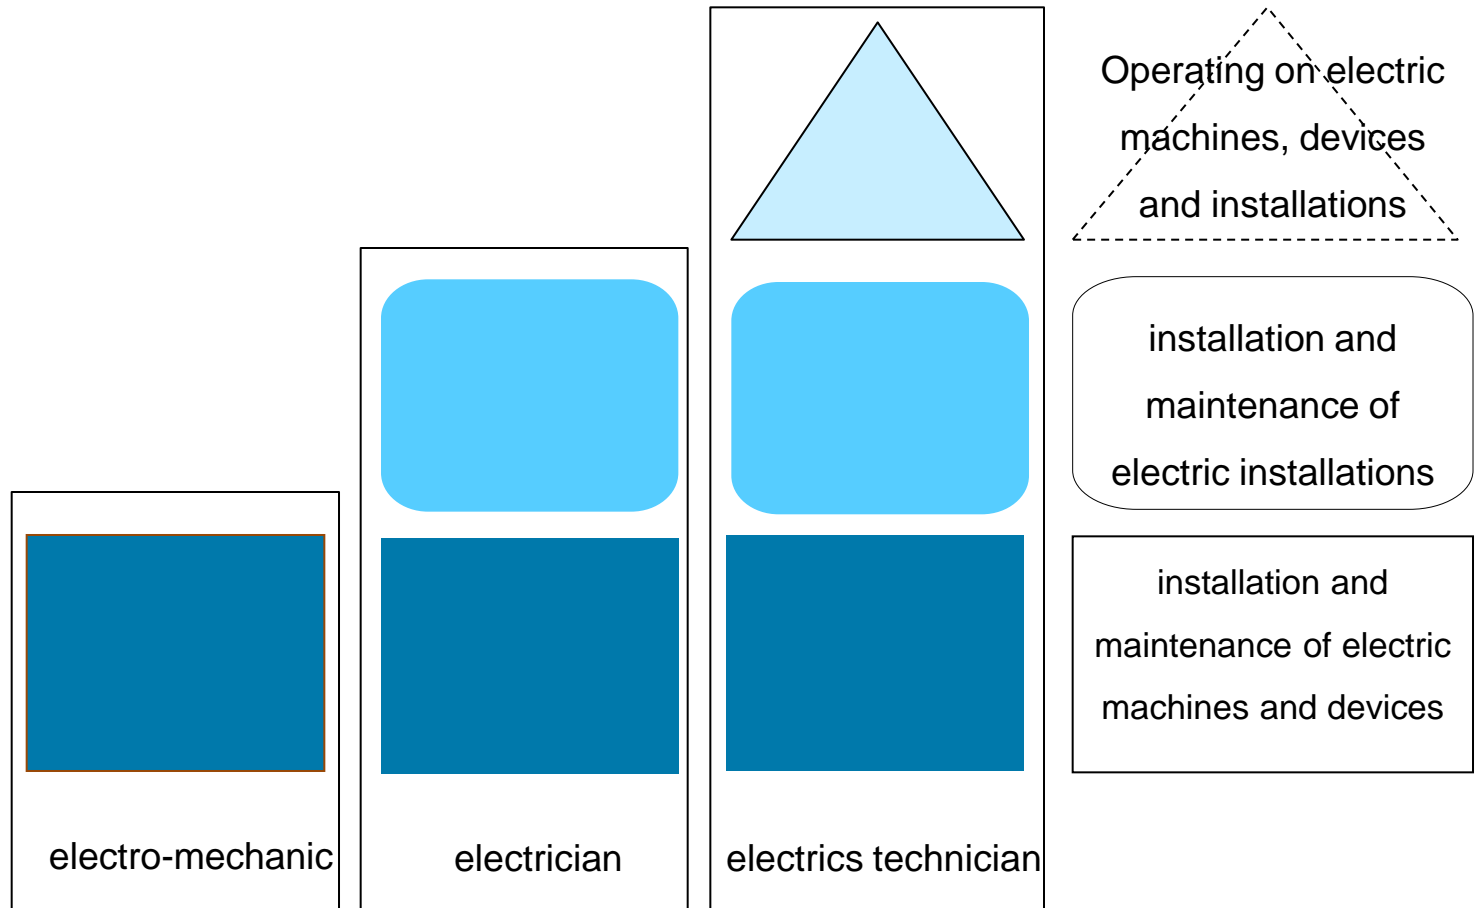 Operating on electric
machines, devices
and installations
installation and
maintenance of
electric installations
installation and
maintenance of electric
machines and devices
electro-mechanic
electrician
electrics technician